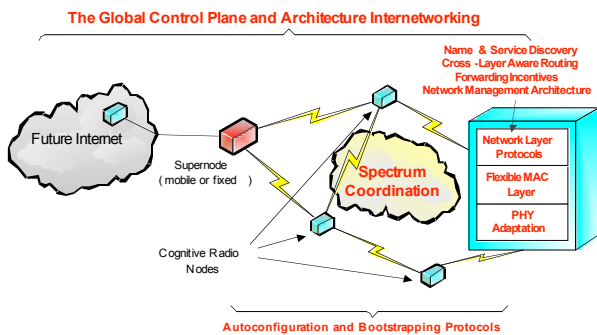 The Global Control Plane and Architecture Internetworking
Name & Service Discovery
Cross -Layer Aware Routing
Forwarding Incentives
Network Management Architecture
Future Internet
Supernode
( mobile or fixed )
Spectrum
Coordination
Network Layer
Protocols
Flexible MAC
Layer
PHY
Adaptation
Cognitive Radio
Nodes
Autoconfiguration and Bootstrapping Protocols